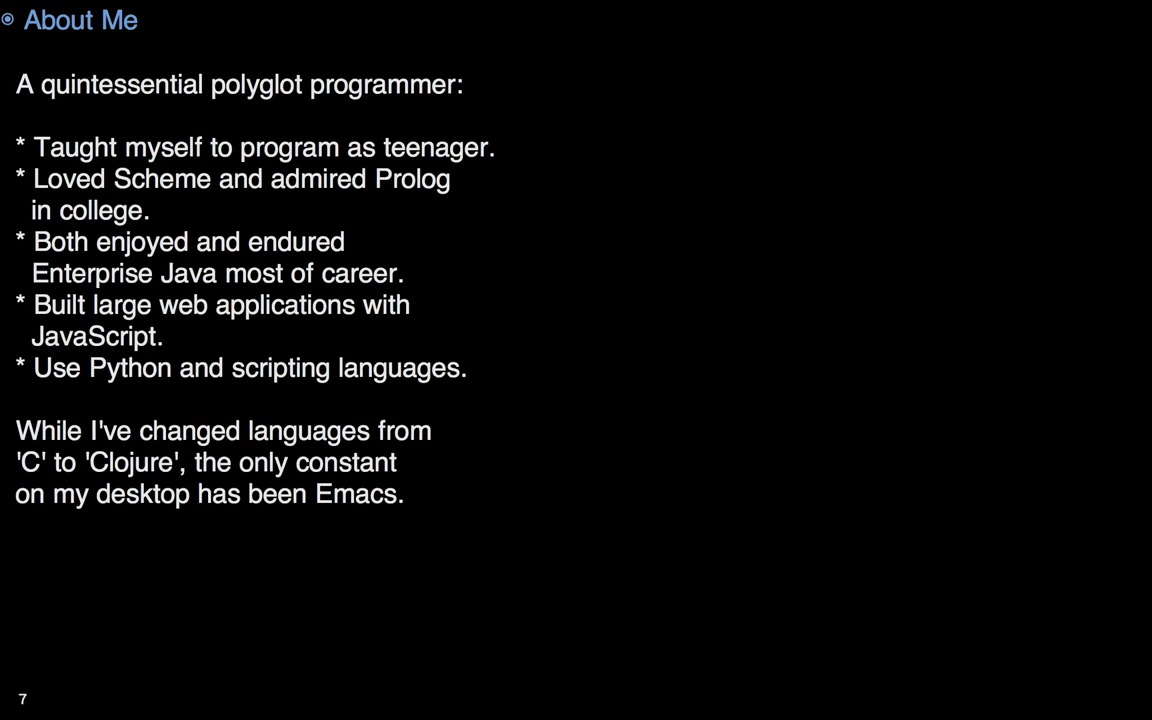 About Me
A quintessential polyglot programmer:
* Taught myself to program as teenager.
* Loved Scheme and admired Prolog
in college.
* Both enjoyed and endured
Enterprise Java most of career.
* Built large web applications with
JavaScript.
* Use Python and scripting languages.
While I've changed languages from
'C' to 'Clojure', the only constant
on my desktop has been Emacs.
7